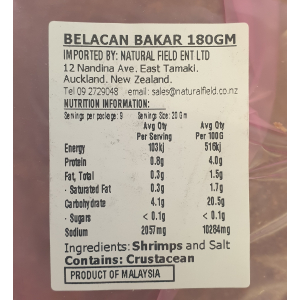 BELACAN BAKAR 180GM
IMPORTED BY: NATURAL FIELD ENT LTD
12 Nandina Ave. East Tamaki.
Auckland. New Zealand.
Tel 09 2729048 email: sales@naturalfield.co.nz
NUTRITION INFORMATION:
Servings per package: 9 Serving Size: 20 Gm
Avg Qty Avg Qty
Per Serving Per 100G
Energy 103kj 516kj
Protein 0.8g 4.0g
Fat, Total 0.3g 1.5g
- Saturated Fat 0.3g 1.7g
Carbohydrate 4.1g 20.5g
- Sugars < 0.1g < 0.1g
Sodium 2057mg 10284mg
Ingredients: Shrimps and Salt
Contains: Crustacean
PRODUCT OF MALAYSIA